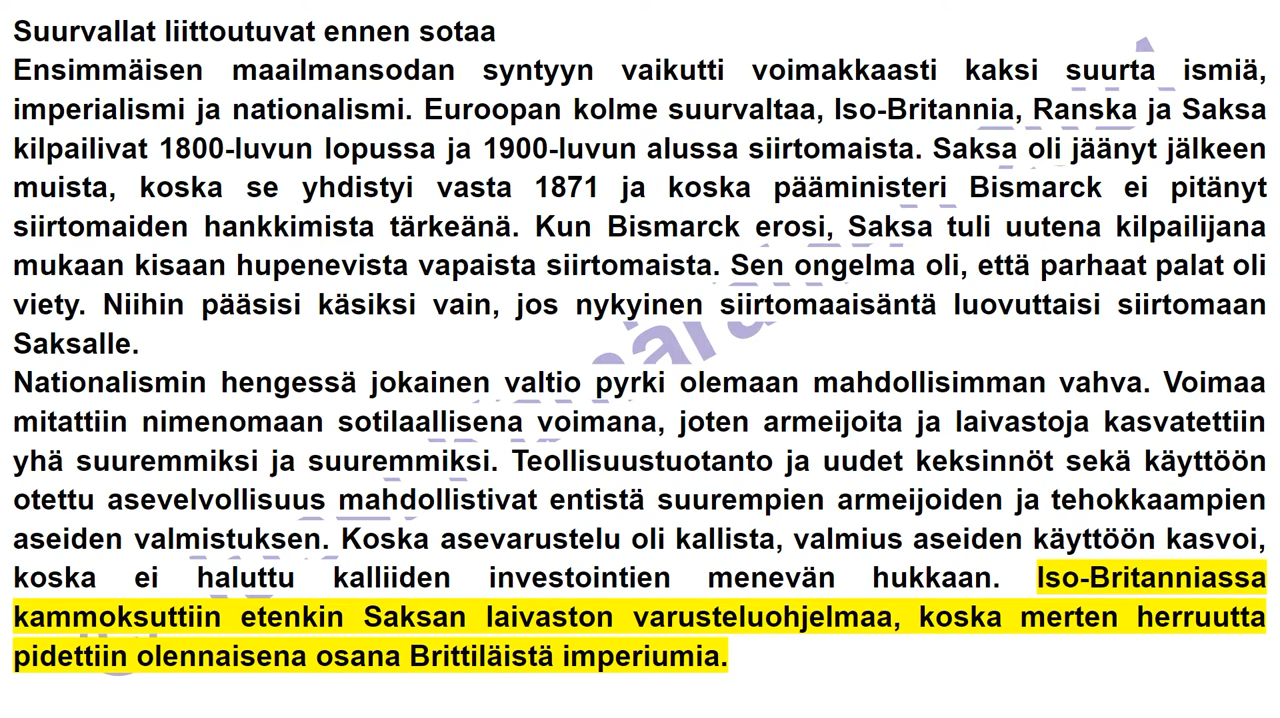 Suurvallat liittoutuvat ennen sotaa
Ensimmäisen maailmansodan syntyyn vaikutti voimakkaasti kaksi suurta ismiä,
imperialismi ja nationalismi. Euroopan kolme suurvaltaa, Iso-Britannia, Ranska ja Saksa
kilpailivat 1800-luvun lopussa ja 1900-luvun alussa siirtomaista. Saksa oli jäänyt jälkeen
muista, koska se yhdistyi vasta 1871 ja koska pääministeri Bismarck ei pitänyt
siirtomaiden hankkimista tärkeänä. Kun Bismarck erosi, Saksa tuli uutena kilpailijana
mukaan kisaan hupenevista vapaista siirtomaista. Sen ongelma oli, että parhaat palat oli
viety. Niihin pääsisi käsiksi vain, jos nykyinen siirtomaaisäntä luovuttaisi siirtomaan
Saksalle.
Nationalismin hengessä jokainen valtio pyrki olemaan mahdollisimman vahva. Voimaa
mitattiin nimenomaan sotilaallisena voimana, joten armeijoita ja laivastoja kasvatettiin
yhä suuremmiksi ja suuremmiksi. Teollisuustuotanto ja uudet keksinnöt sekä käyttöön
otettu asevelvollisuus mahdollistivat entistä suurempien armeijoiden ja tehokkaampien
aseiden valmistuksen. Koska asevarustelu oli kallista, valmius aseiden käyttöön kasvoi,
koska ei haluttu kalliiden investointien menevän hukkaan. Iso-Britanniassa
kammoksuttiin etenkin Saksan laivaston varusteluohjelmaa, koska merten herruutta
pidettiin olennaisena osana Brittiläistä imperiumia.